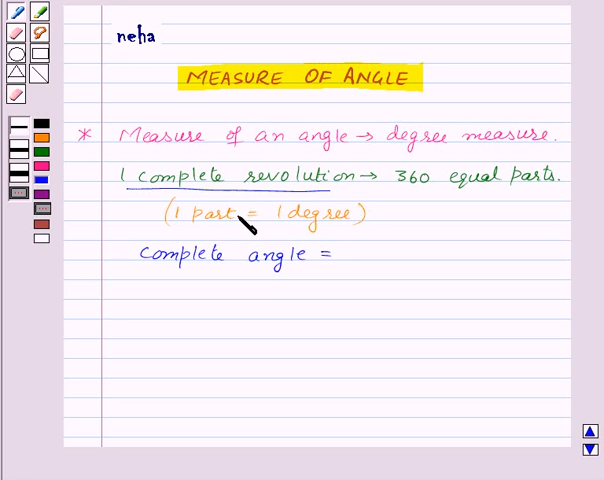 neha
MEASURE OF ANGLE
* Measure of an angle → degree measure.
1 complete revolution → 360 equal parts.
(1 part = 1 degree)
Complete angle =